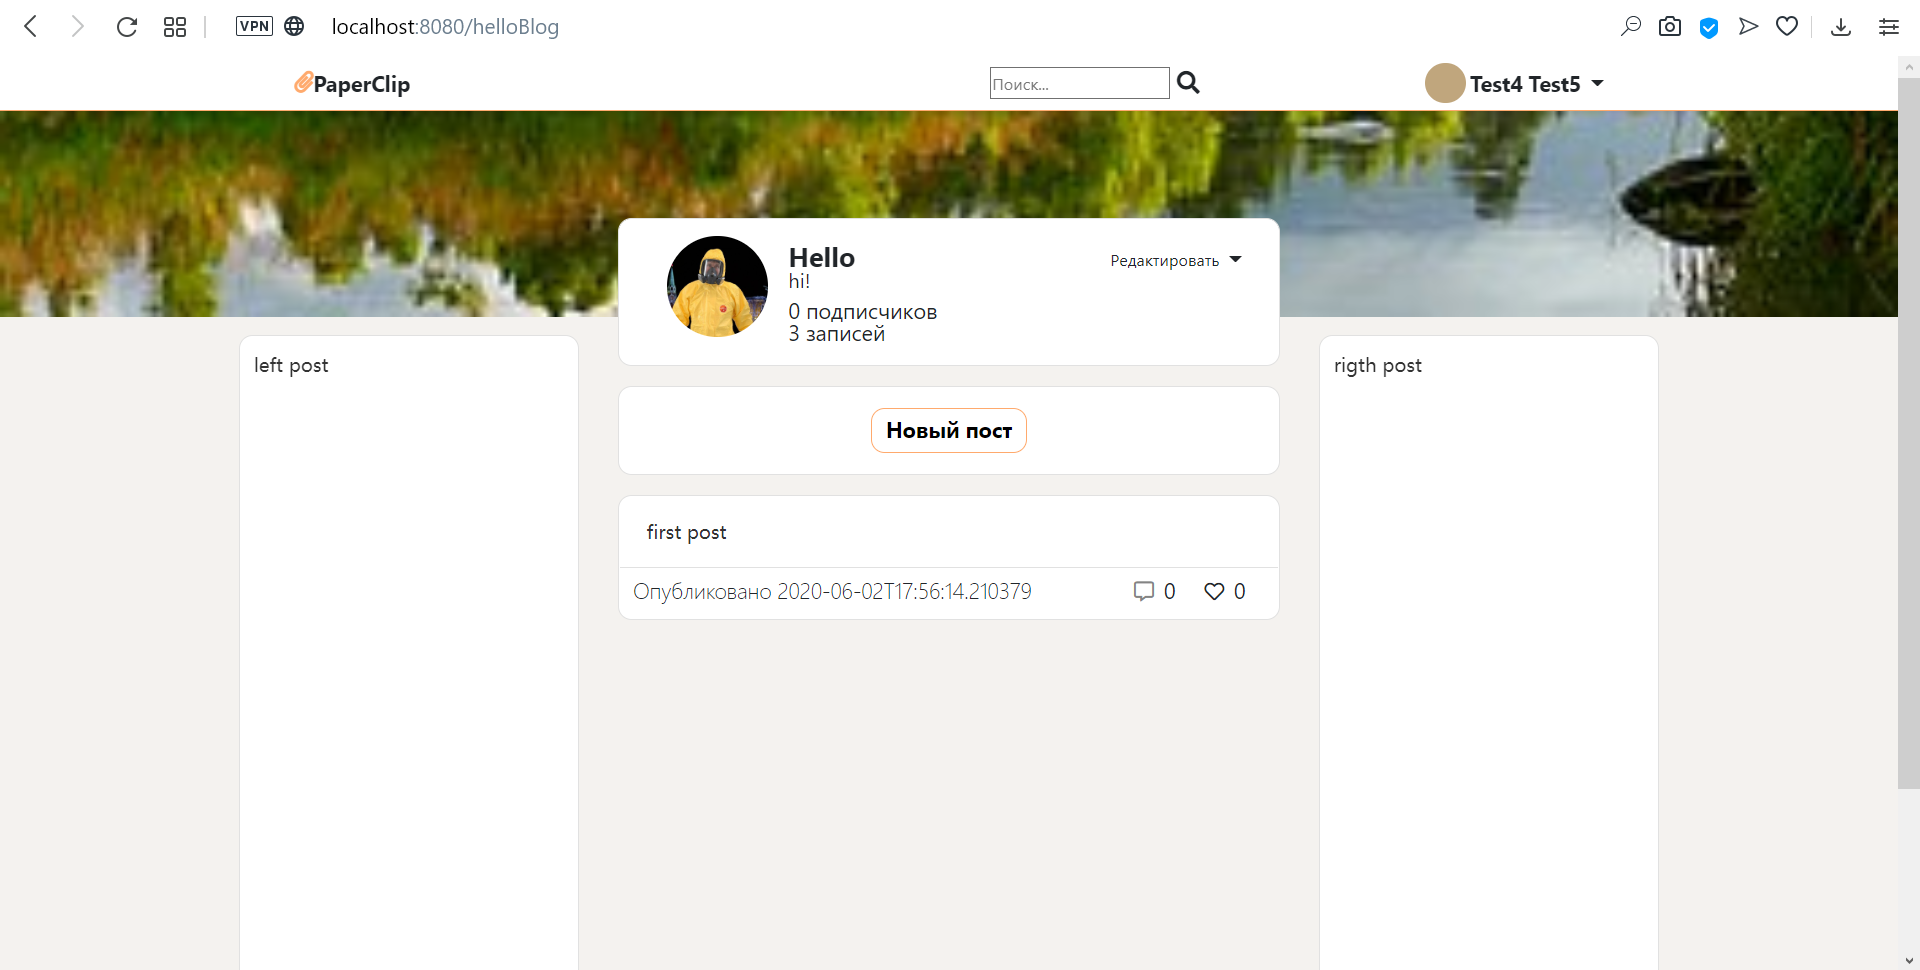 VPN localhost:8080/helloBlog
PaperClip
Поиск...
Test4 Test5
Hello
Редактировать
hi!
0 подписчиков
3 записей
left post
rigth post
Новый пост
first post
Опубликовано 2020-06-02T17:56:14.210379
0
0